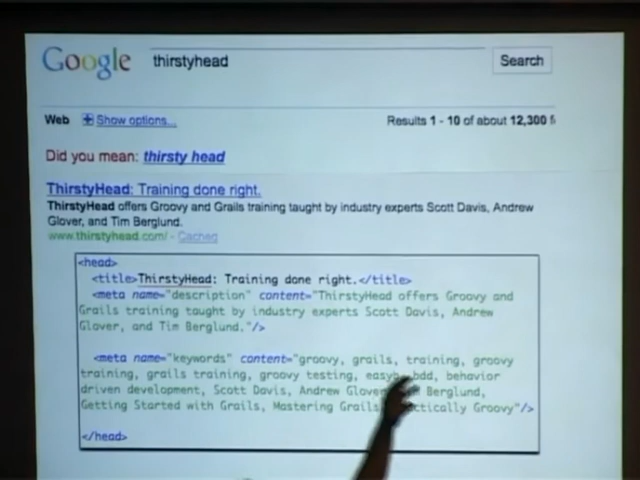 Google thirstyhead Search
Web Show options... Results 1 - 10 of about 12,300 f
Did you mean: thirsty head
ThirstyHead: Training done right.
ThirstyHead offers Groovy and Grails training taught by industry experts Scott Davis, Andrew
Glover, and Tim Berglund.
www.thirstyhead.com/ - Cached
<head>
<title>ThirstyHead: Training done right.</title>
<meta name="description" content="ThirstyHead offers Groovy and
Grails training taught by industry experts Scott Davis, Andrew
Glover, and Tim Berglund."/>
<meta name="keywords" content="groovy, grails, training, groovy
training, grails training, groovy testing, bdd, behavior
driven development, Scott Davis, Andrew Glover Berglund,
Getting Started with Grails, Mastering Grails ctically Groovy"/>
</head>